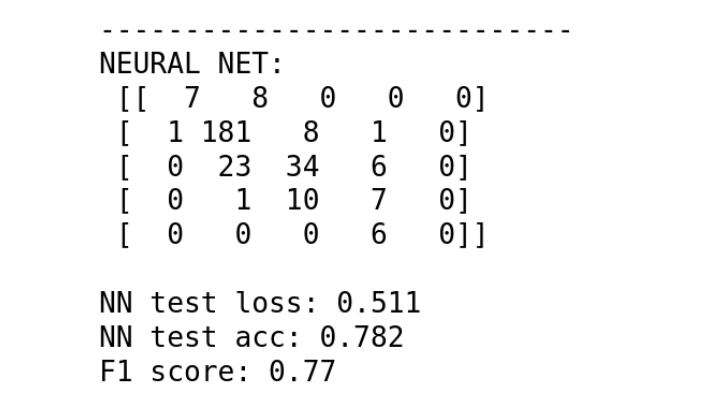 ----------------------------
NEURAL NET:
[[  7   8   0   0   0]
[  1 181   8   1   0]
[  0  23  34   6   0]
[  0   1  10   7   0]
[  0   0   0   6   0]]
NN test loss: 0.511
NN test acc: 0.782
F1 score: 0.77